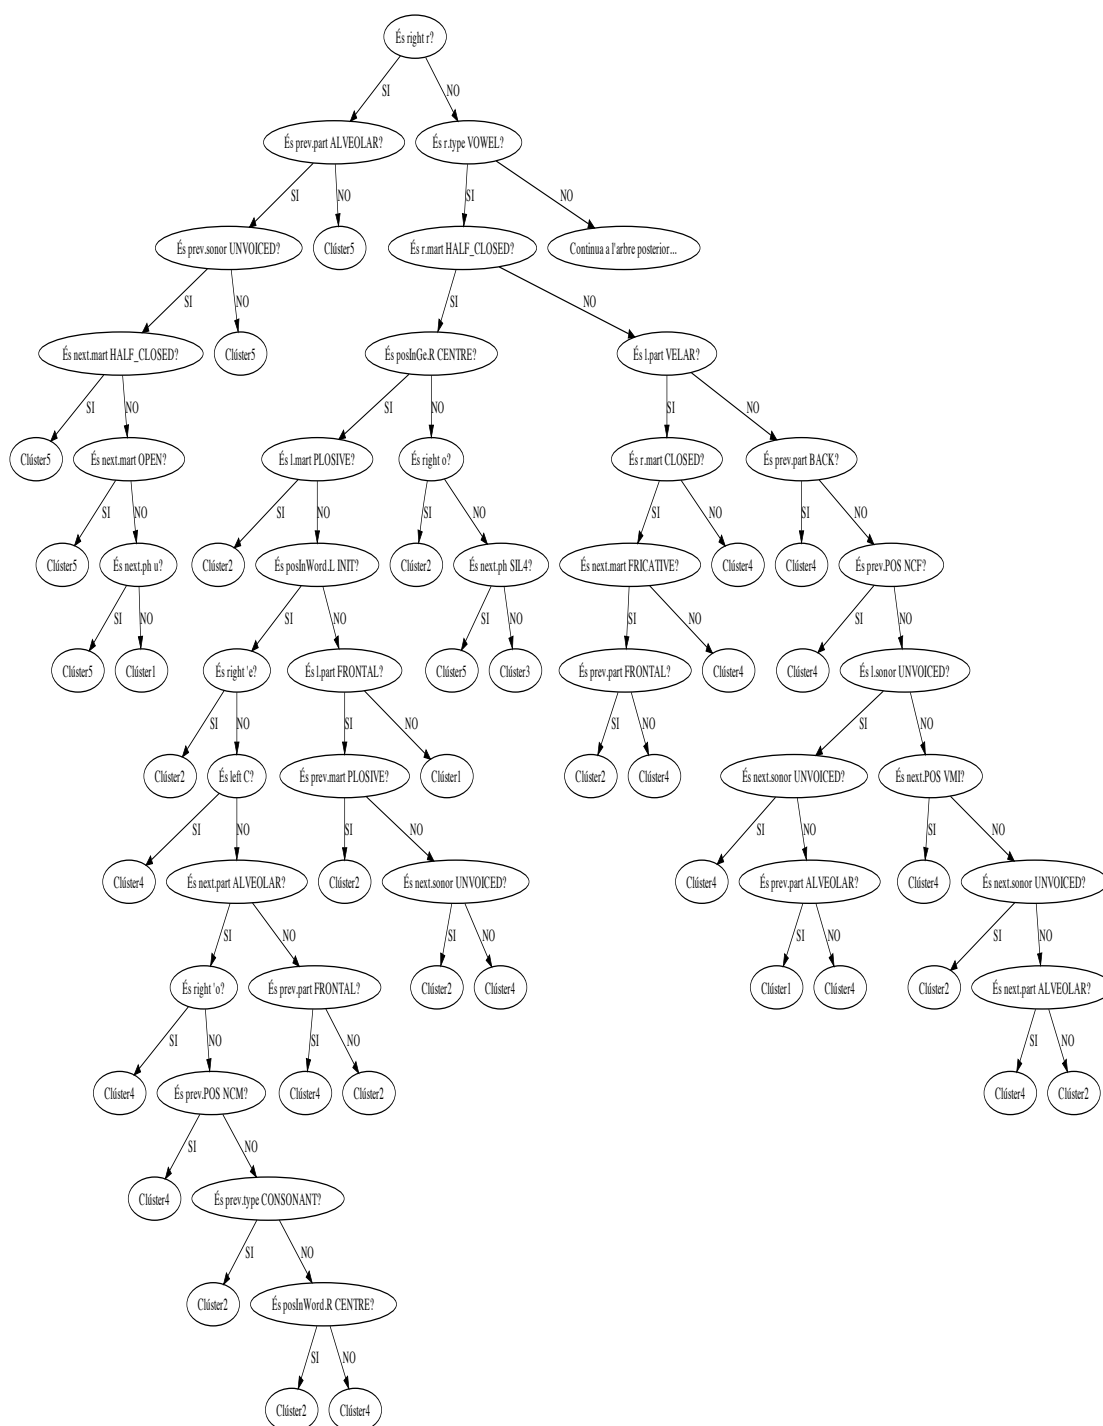 És right r?
SI
NO
És prev.part ALVEOLAR?
És r.type VOWEL?
SI
NO
SI
NO
És prev.sonor UNVOICED?
Clúster5
És r.mart HALF_CLOSED?
Continua a l'arbre posterior...
SI
NO
SI
NO
És next.mart HALF_CLOSED?
Clúster5
És posInGe.R CENTRE?
És l.part VELAR?
SI
NO
SI
NO
SI
NO
Clúster5
És next.mart OPEN?
És l.mart PLOSIVE?
És right o?
És r.mart CLOSED?
És prev.part BACK?
SI
NO
SI
NO
SI
NO
SI
NO
SI
NO
Clúster5
És next.ph u?
Clúster2
És posInWord.L INIT?
Clúster2
És next.ph SIL4?
És next.mart FRICATIVE?
Clúster4
Clúster4
És prev.POS NCF?
SI
NO
SI
NO
SI
NO
SI
NO
SI
NO
Clúster5
Clúster1
És right 'e?
És l.part FRONTAL?
Clúster5
Clúster3
És prev.part FRONTAL?
Clúster4
Clúster4
És l.sonor UNVOICED?
SI
NO
SI
NO
SI
NO
SI
NO
Clúster2
És left C?
És prev.mart PLOSIVE?
Clúster1
Clúster2
Clúster4
És next.sonor UNVOICED?
És next.POS VMI?
SI
NO
SI
NO
SI
NO
SI
NO
Clúster4
És next.part ALVEOLAR?
Clúster2
És next.sonor UNVOICED?
Clúster4
És prev.part ALVEOLAR?
Clúster4
És next.sonor UNVOICED?
SI
NO
SI
NO
SI
NO
SI
NO
És right 'o?
És prev.part FRONTAL?
Clúster2
Clúster4
Clúster1
Clúster4
Clúster2
És next.part ALVEOLAR?
SI
NO
SI
NO
SI
NO
Clúster4
És prev.POS NCM?
Clúster4
Clúster2
Clúster4
Clúster2
SI
NO
Clúster4
És prev.type CONSONANT?
SI
NO
Clúster2
És posInWord.R CENTRE?
SI
NO
Clúster2
Clúster4